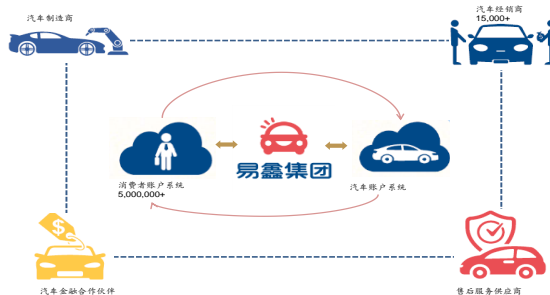 汽车制造商
汽车经销商
15,000+
易鑫集团
消费者账户系统
5,000,000+
汽车账户系统
$
汽车金融合作伙伴
售后服务供应商